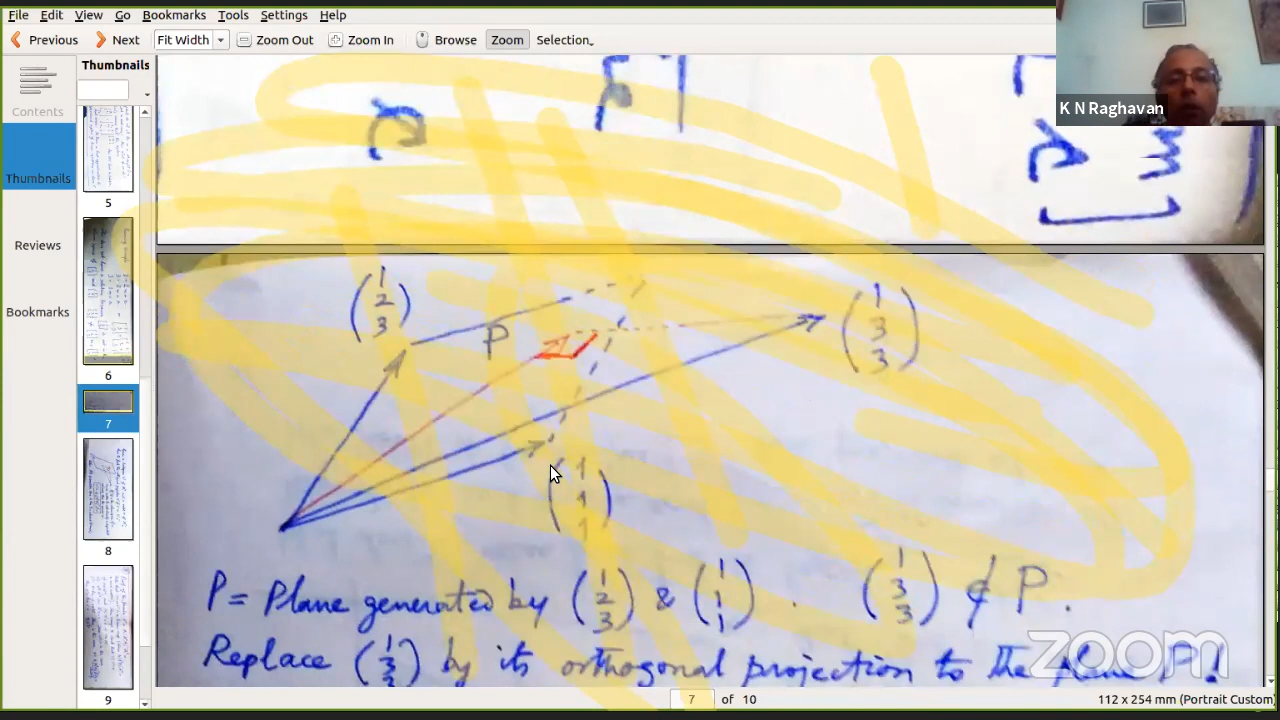 File Edit View Go Bookmarks Tools Settings Help
Previous Next Fit Width Zoom Out Zoom In Browse Zoom Selection
Thumbnails
Contents
Thumbnails
Reviews
Bookmarks
5
6
7
8
9
K N Raghavan
(1 2 3)
P
(1 3 3)
(1 1 1)
P = Plane generated by (1 2 3) & (1 1 1) . (1 3 3) ∉ P.
Replace (1 3 3) by its orthogonal projection to the plane P!
zoom
7 of 10
112 x 254 mm (Portrait Custom)